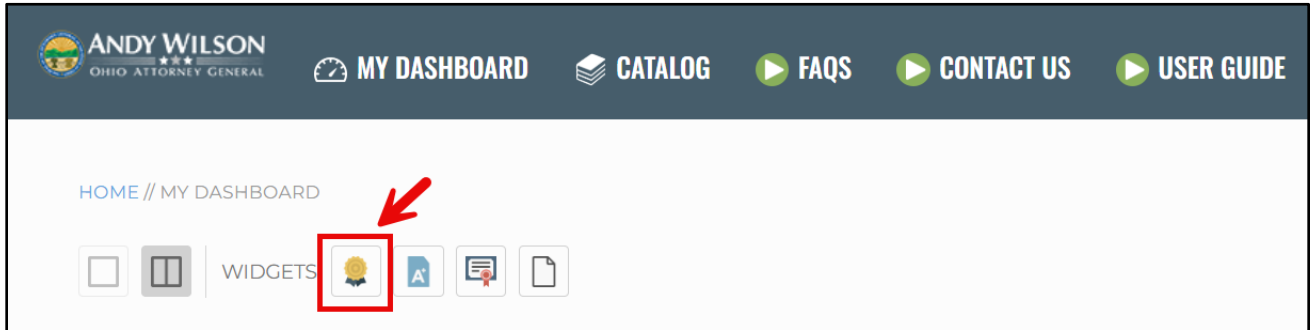 ANDY WILSON
OHIO ATTORNEY GENERAL
MY DASHBOARD
CATALOG
FAQS
CONTACT US
USER GUIDE
HOME // MY DASHBOARD
WIDGETS
A+